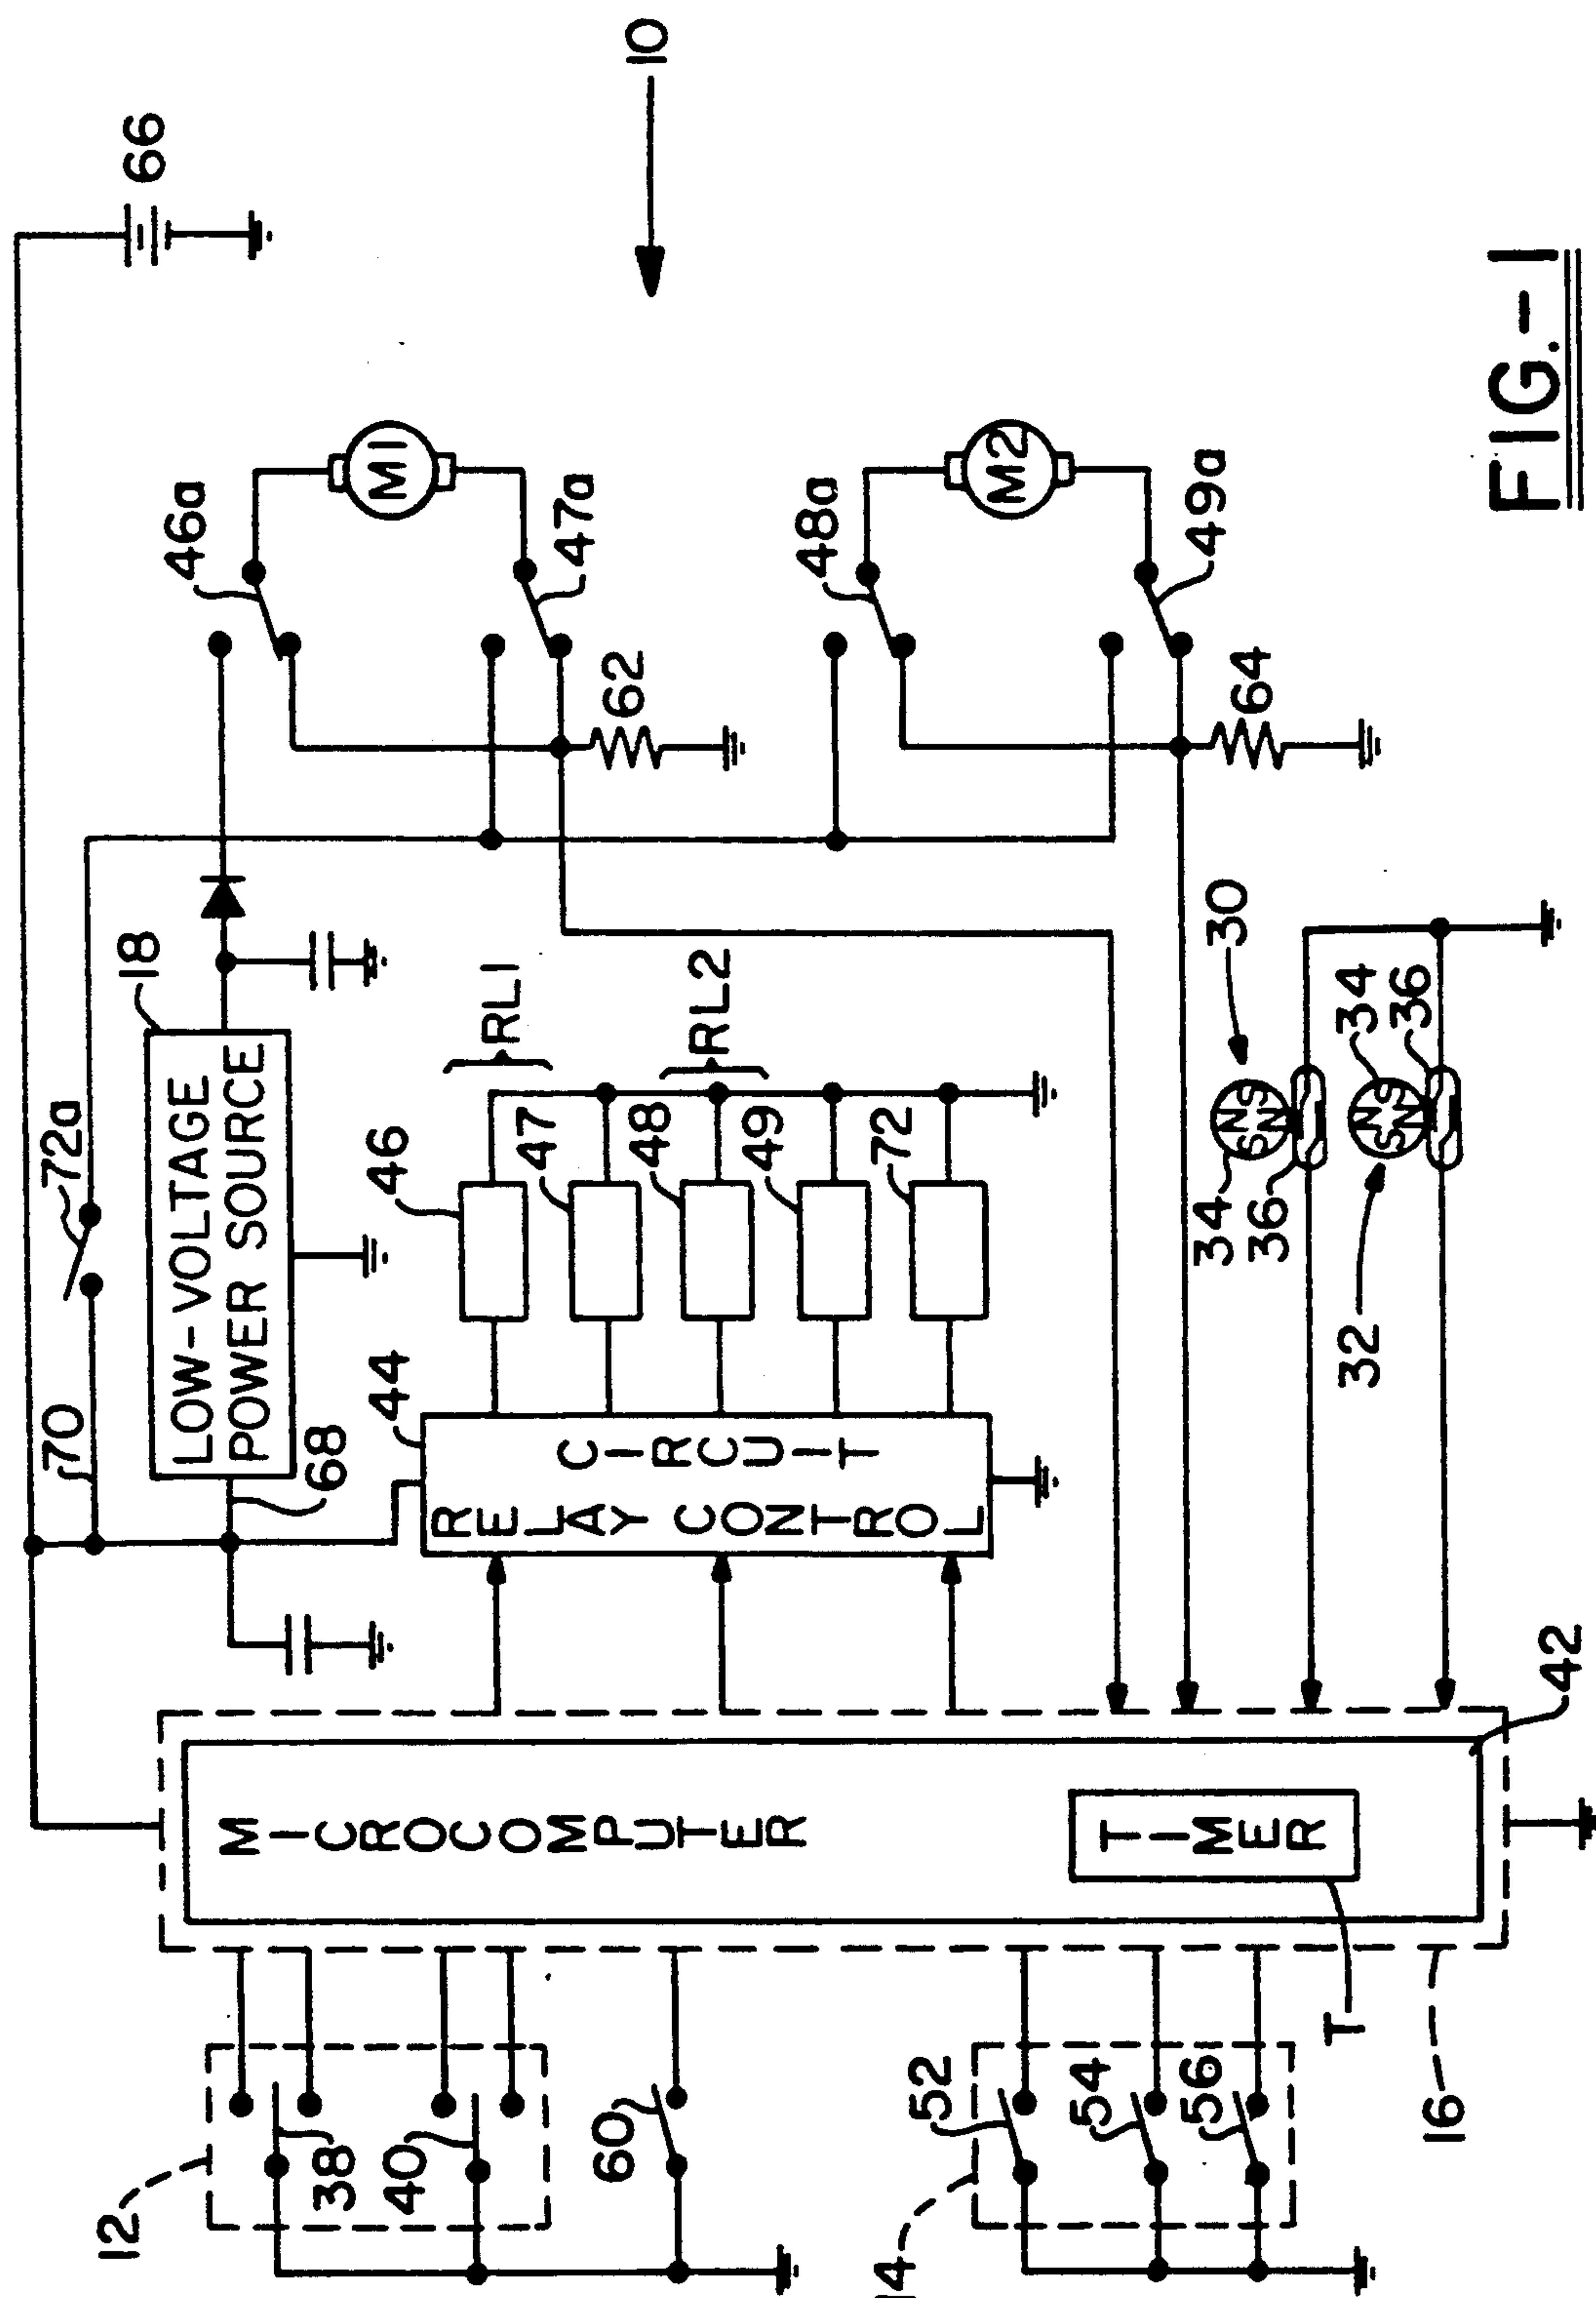 10
66
46a
M1
47a
62
48a
M2
49a
64
70
72a
18
LOW-VOLTAGE
POWER SOURCE
68
44
RELAY CONTROL
CIRCUIT
46
RL1
47
48
RL2
49
72
30
34
36
N
S
S
N
32
34
36
N
S
S
N
MICROCOMPUTER
TIMER
T
42
16
12
38
40
60
14
52
54
56
FIG.-1